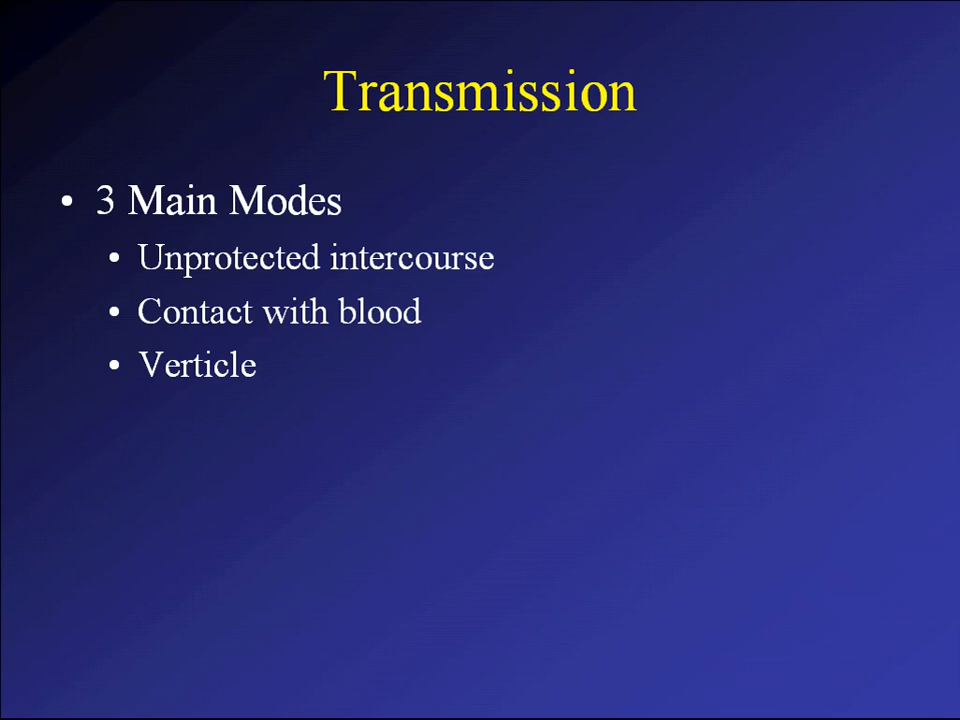 Transmission
• 3 Main Modes
• Unprotected intercourse
• Contact with blood
• Verticle